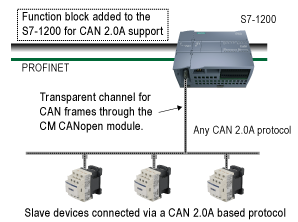 Function block added to the
S7-1200 for CAN 2.0A support
S7-1200
PROFINET
Transparent channel for
CAN frames through the
CM CANopen module.
Any CAN 2.0A protocol
Slave devices connected via a CAN 2.0A based protocol